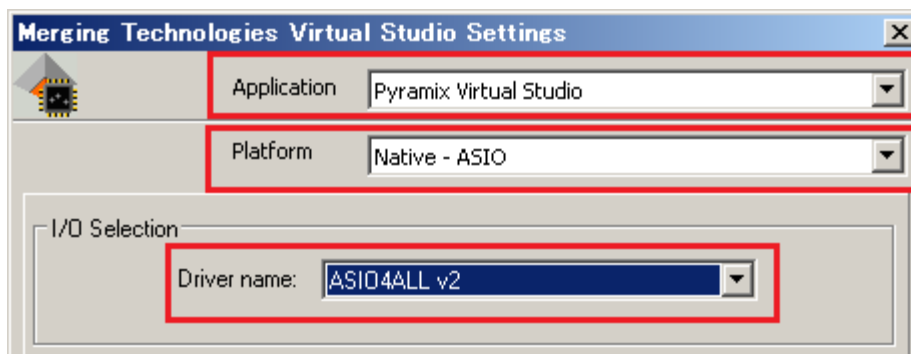 Merging Technologies Virtual Studio Settings
Application Pyramix Virtual Studio
Platform Native - ASIO
I/O Selection
Driver name: ASIO4ALL v2